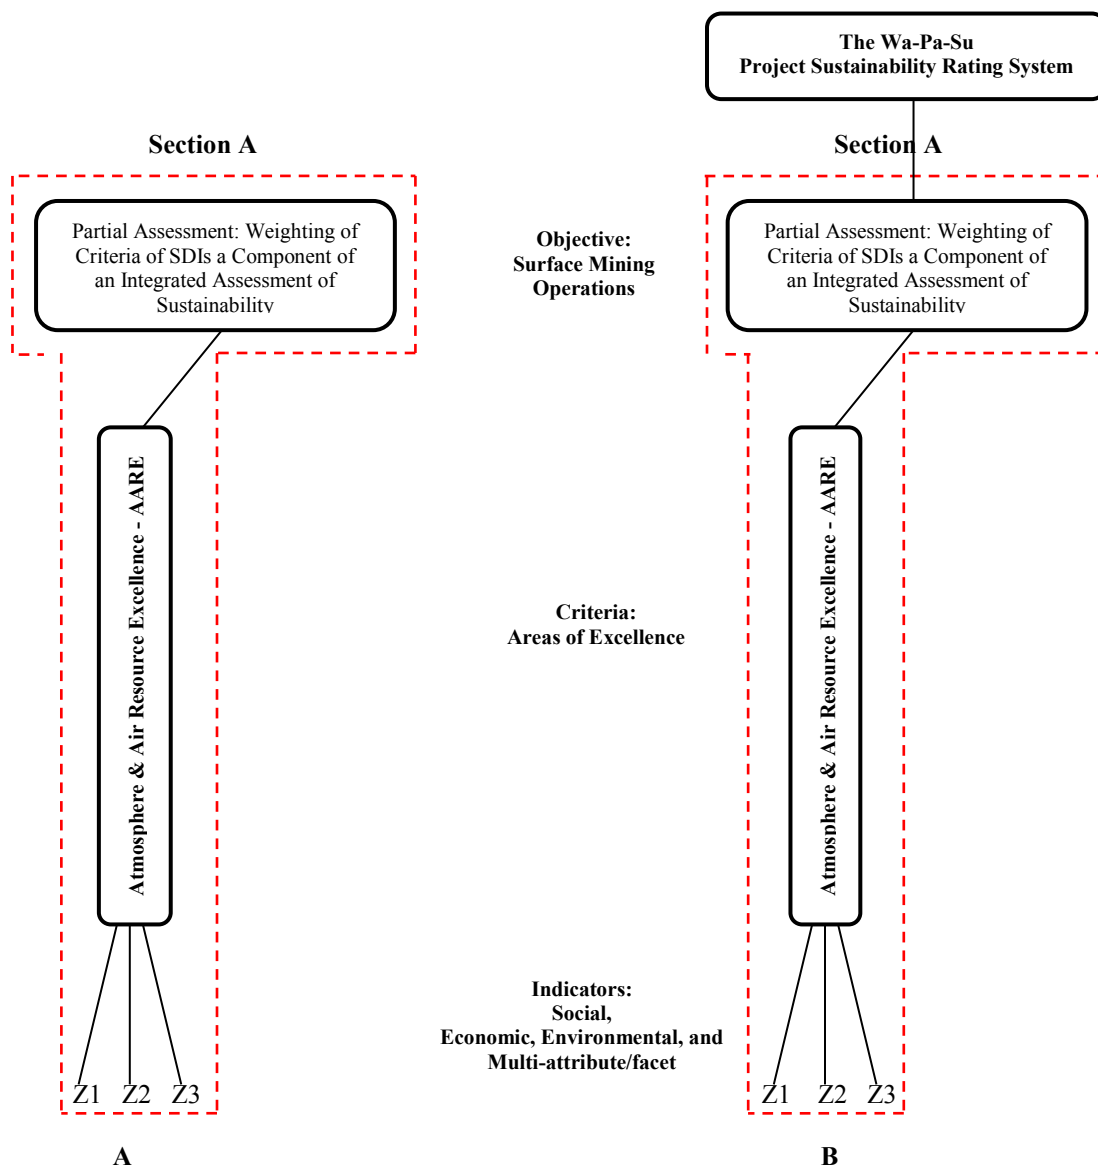 The Wa-Pa-Su
Project Sustainability Rating System
Section A
Section A
Partial Assessment: Weighting of
Criteria of SDIs a Component of
an Integrated Assessment of
Sustainability
Objective:
Surface Mining
Operations
Partial Assessment: Weighting of
Criteria of SDIs a Component of
an Integrated Assessment of
Sustainability
Atmosphere & Air Resource Excellence - AARE
Criteria:
Areas of Excellence
Atmosphere & Air Resource Excellence - AARE
Indicators:
Social,
Economic, Environmental, and
Multi-attribute/facet
Z1 Z2 Z3
Z1 Z2 Z3
A
B